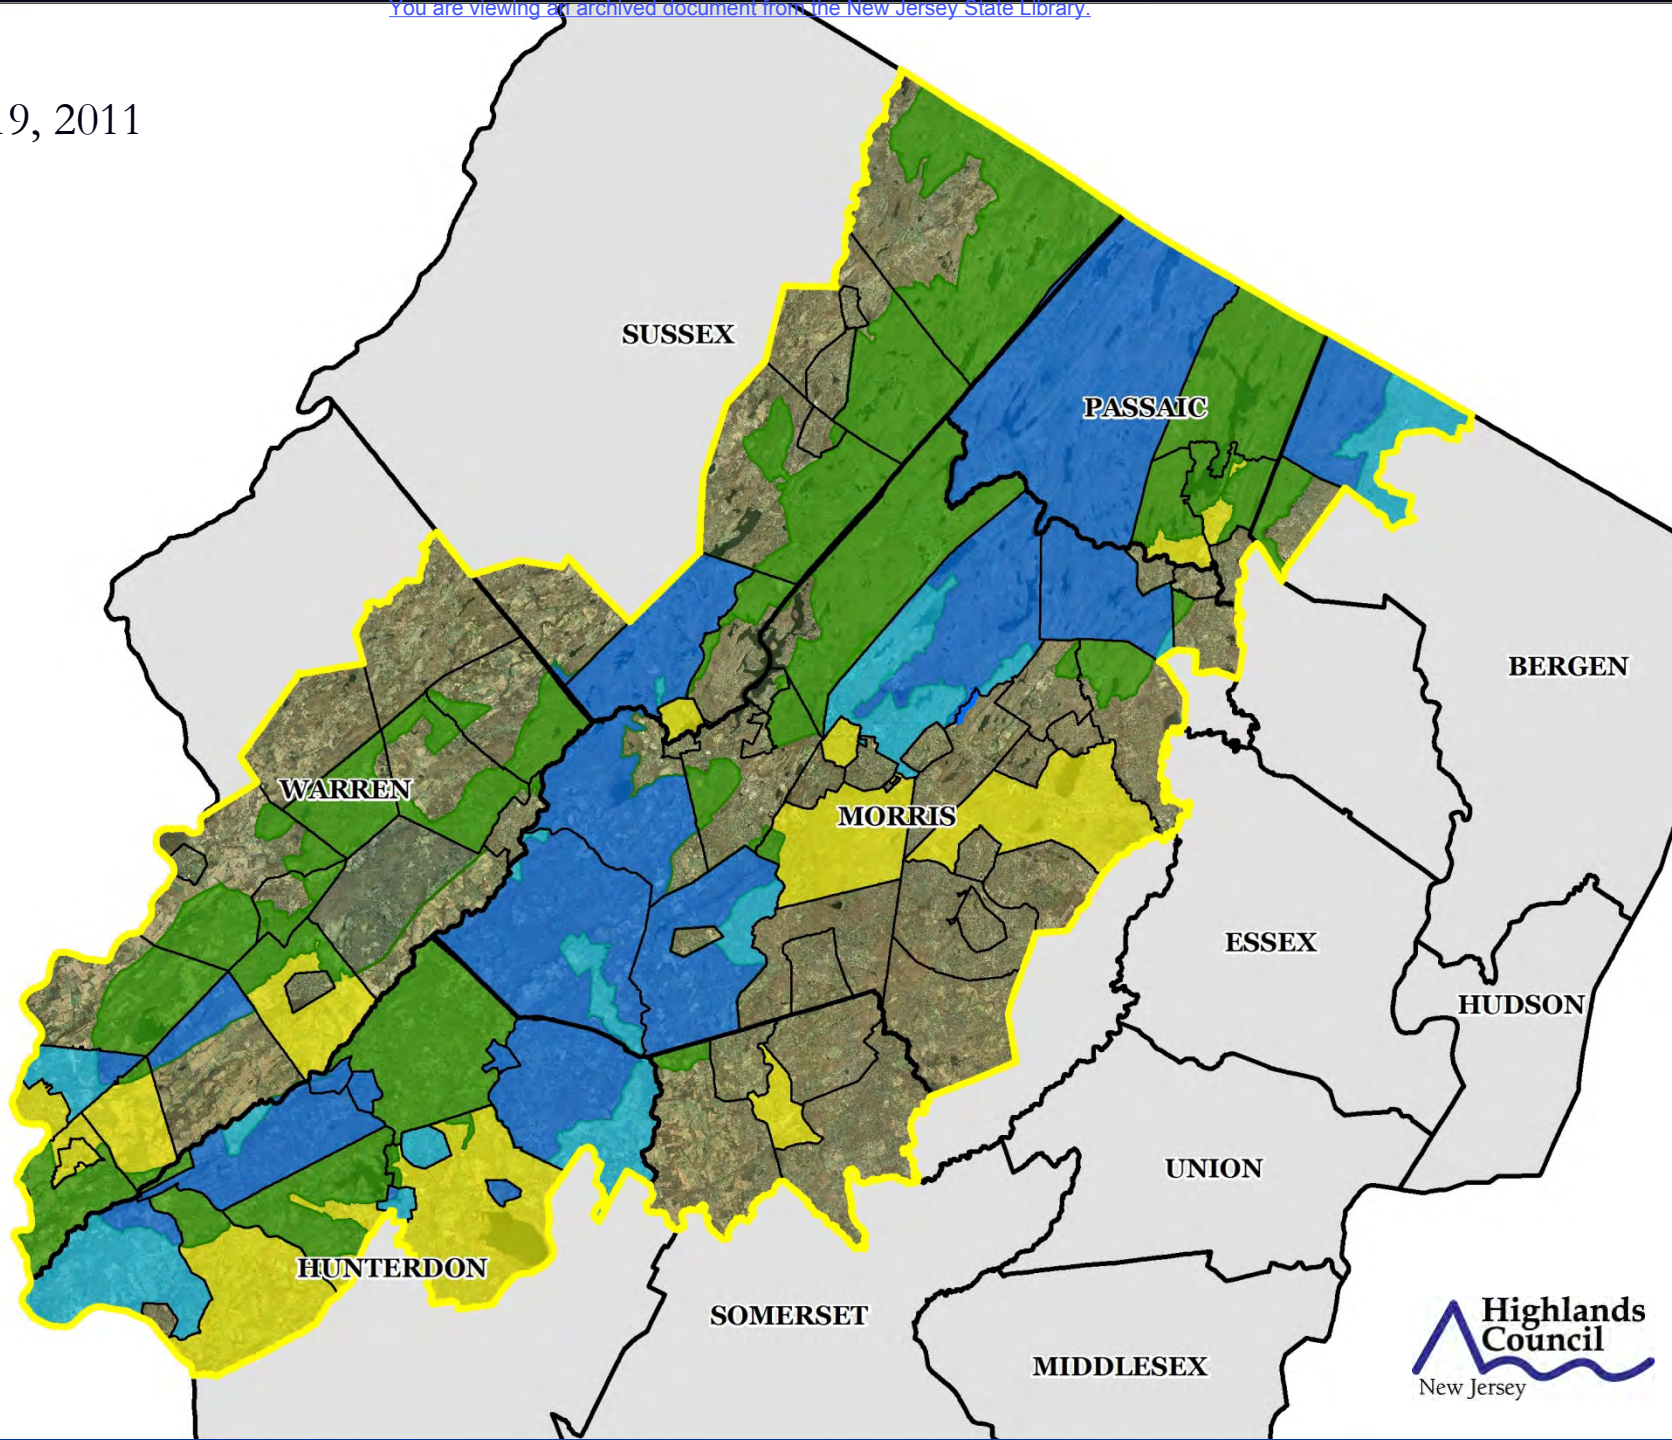 You are viewing an archived document from the New Jersey State Library.
19, 2011
SUSSEX
PASSAIC
BERGEN
WARREN
MORRIS
ESSEX
HUDSON
UNION
HUNTERDON
SOMERSET
MIDDLESEX
Highlands
Council
New Jersey